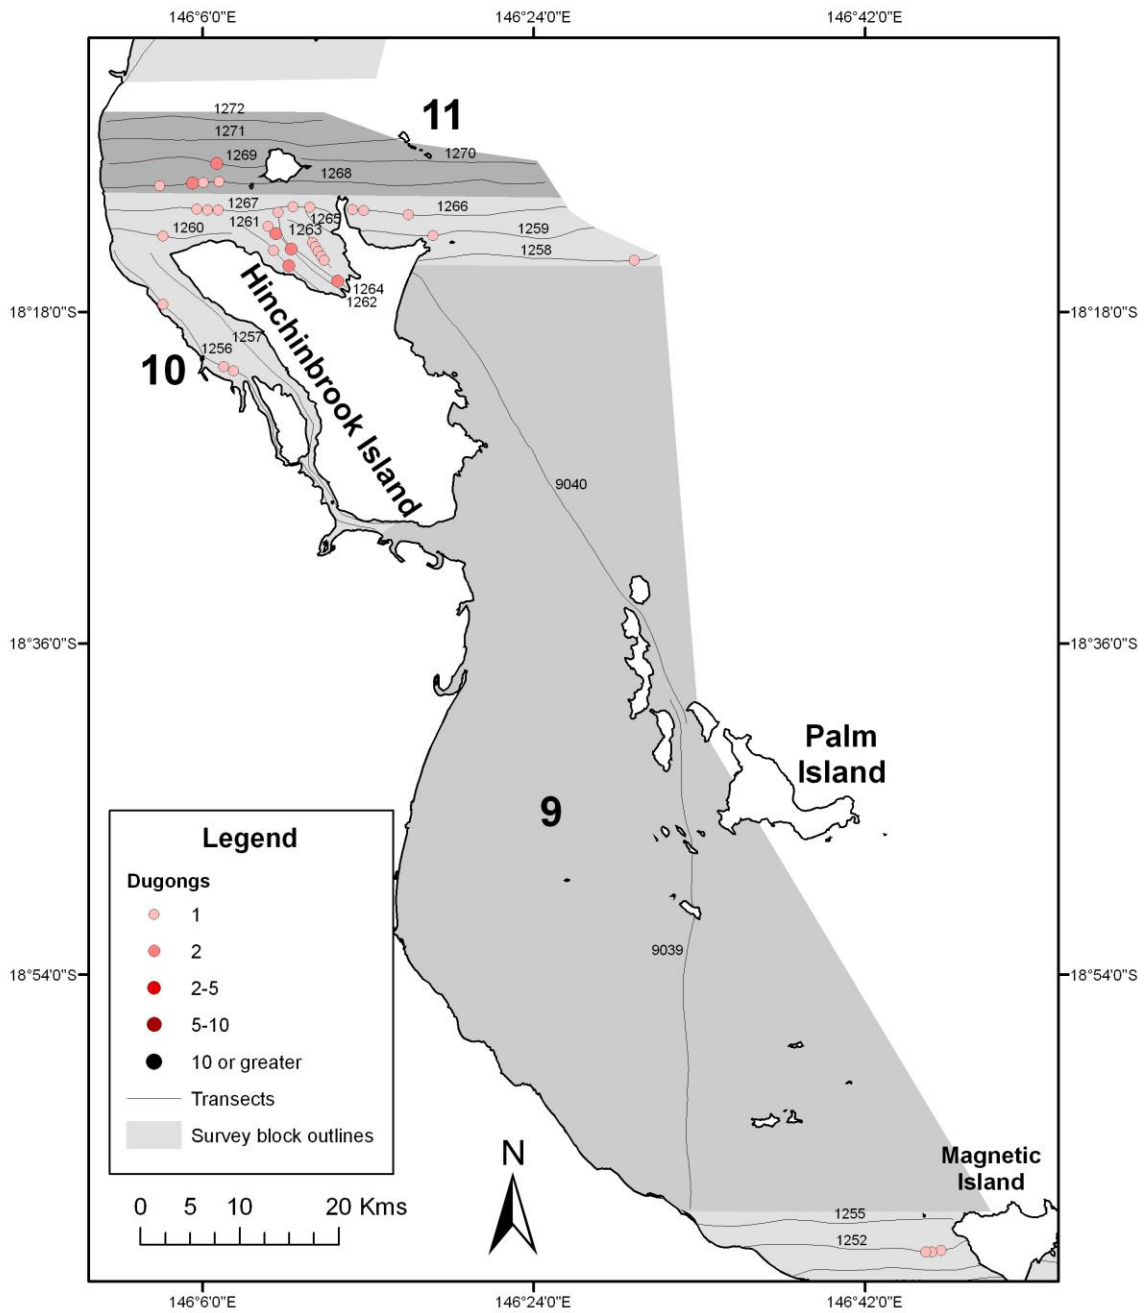 146°6'0"E
146°24'0"E
146°42'0"E
11
1272
1271
1270
1269
1268
1267
1266
1265
1261
1263
1260
1259
1258
1264
1262
18°18'0"S
18°18'0"S
Hinchinbrook Island
1257
1256
10
9040
18°36'0"S
18°36'0"S
Palm
Island
9
Legend
Dugongs
1
2
2-5
5-10
10 or greater
Transects
Survey block outlines
9039
18°54'0"S
18°54'0"S
N
Magnetic
Island
0 5 10 20 Kms
1255
1252
146°6'0"E
146°24'0"E
146°42'0"E